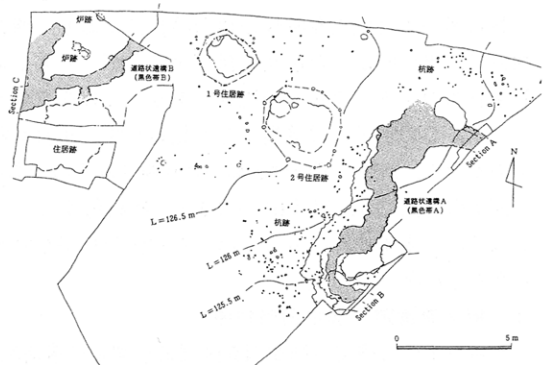 炉跡
炉跡
道路状遺構B
(黒色帯B)
Section C
住居跡
1号住居跡
2号住居跡
杭跡
Section A
N
道路状遺構A
(黒色帯A)
L=126.5 m
L=126 m
L=125.5 m
杭跡
Section B
0 5 m